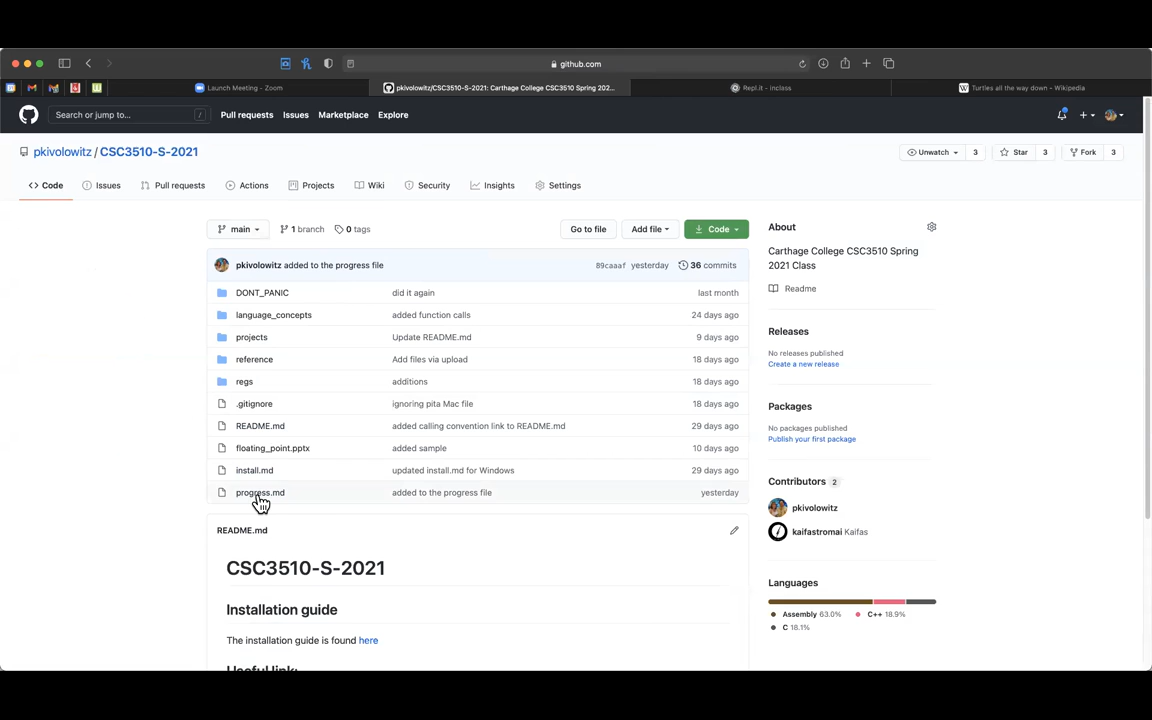 github.com
Launch Meeting - Zoom
pkivolowitz/CSC3510-S-2021: Carthage College CSC3510 Spring 202...
Repl.it - inclass
Turtles all the way down - Wikipedia
Search or jump to... /
Pull requests Issues Marketplace Explore
pkivolowitz / CSC3510-S-2021
Unwatch 3 Star 3 Fork 3
Code Issues Pull requests Actions Projects Wiki Security Insights Settings
main 1 branch 0 tags Go to file Add file Code
pkivolowitz added to the progress file 89caaaf yesterday 36 commits
DONT_PANIC did it again last month
language_concepts added function calls 24 days ago
projects Update README.md 9 days ago
reference Add files via upload 18 days ago
regs additions 18 days ago
.gitignore ignoring pita Mac file 18 days ago
README.md added calling convention link to README.md 29 days ago
floating_point.pptx added sample 10 days ago
install.md updated install.md for Windows 29 days ago
progress.md added to the progress file yesterday
README.md
CSC3510-S-2021
Installation guide
The installation guide is found here
Useful link:
About
Carthage College CSC3510 Spring
2021 Class
Readme
Releases
No releases published
Create a new release
Packages
No packages published
Publish your first package
Contributors 2
pkivolowitz
kaifastromai Kaifas
Languages
Assembly 63.0% C++ 18.9%
C 18.1%